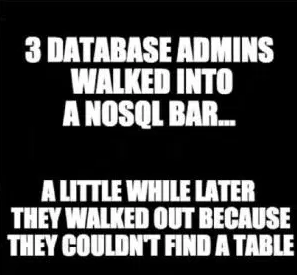 3 DATABASE ADMINS
WALKED INTO
A NOSQL BAR...
A LITTLE WHILE LATER
THEY WALKED OUT BECAUSE
THEY COULDN'T FIND A TABLE